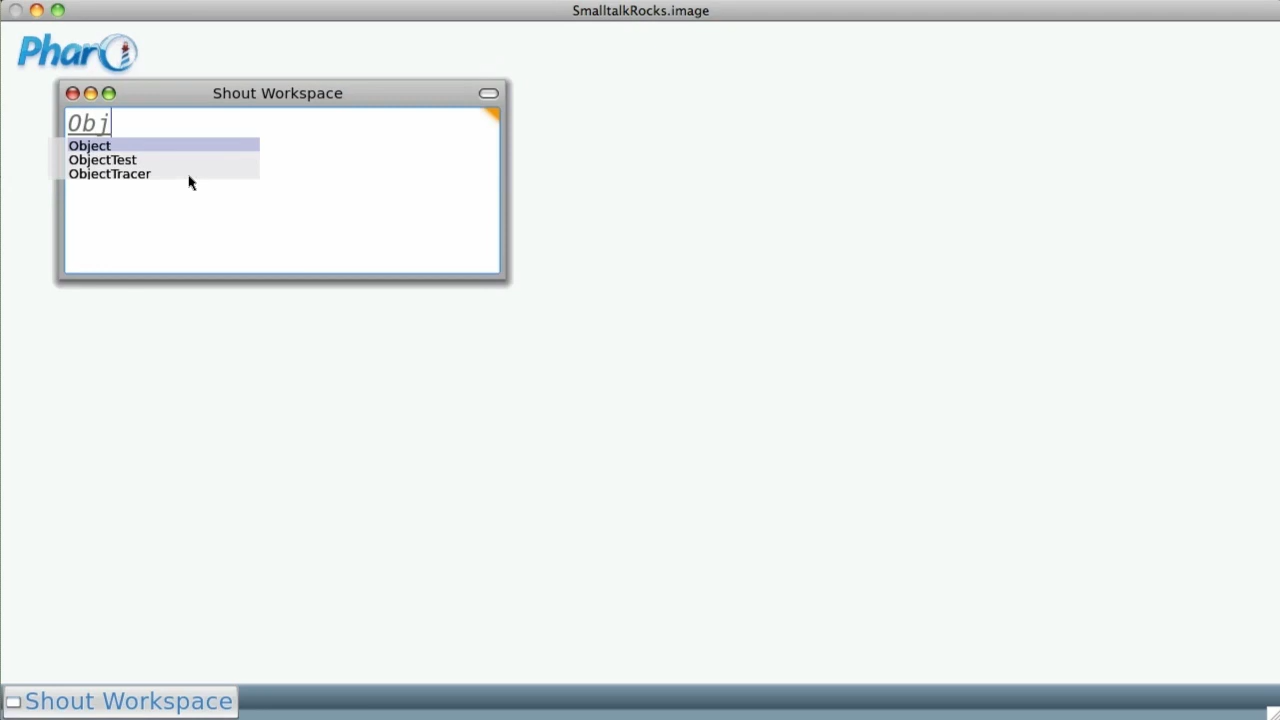 SmalltalkRocks.image
Pharo
Shout Workspace
Obj
Object
ObjectTest
ObjectTracer
Shout Workspace